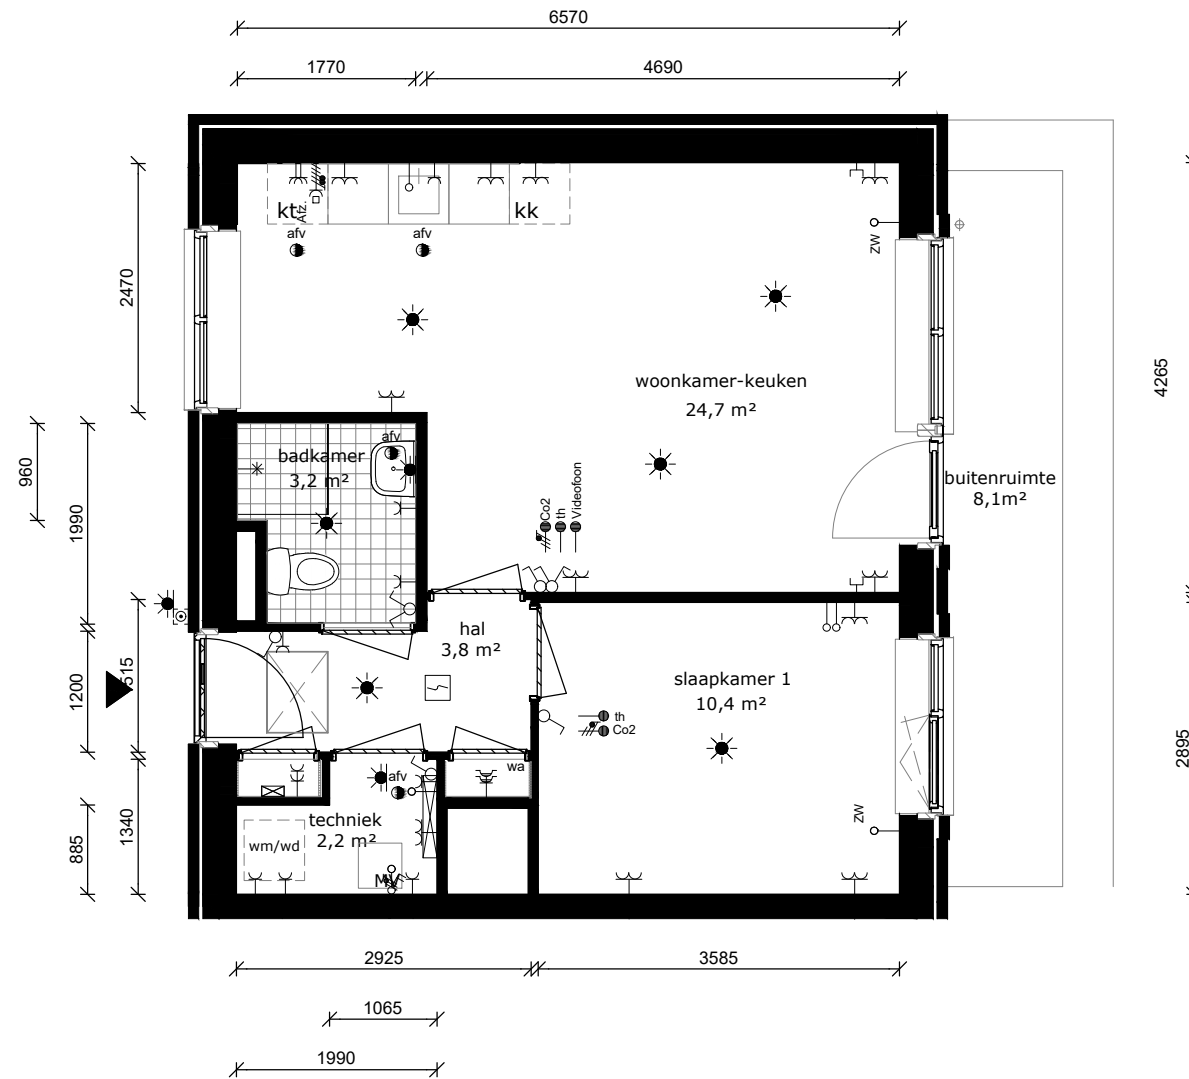 6570
1770
4690
kt
Afz.
kk
afv
afv
ZW
2470
4265
woonkamer-keuken
24,7 m²
960
1990
afv
badkamer
3,2 m²
buitenruimte
8,1m²
Co2
th
Videofoon
hal
3,8 m²
1200
515
slaapkamer 1
10,4 m²
th
Co2
2895
wa
afv
ZW
885
1340
techniek
2,2 m²
wm/wd
MV
2925
3585
1065
1990